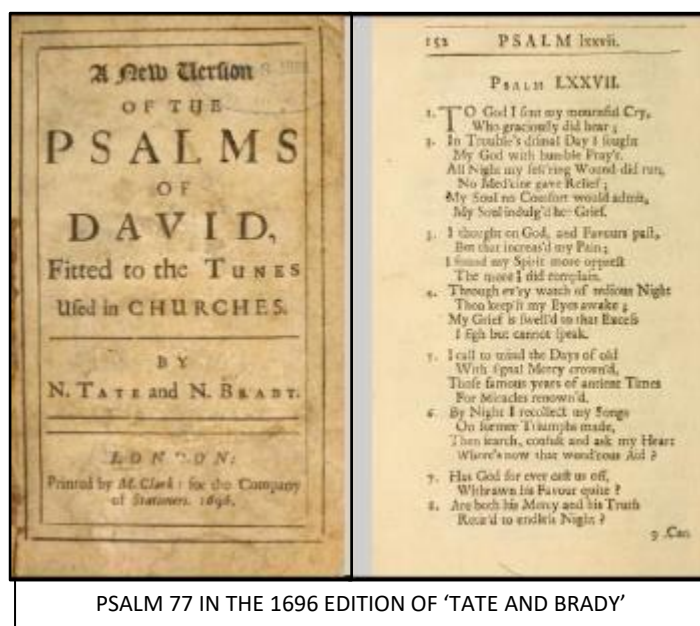 A New Version
OF THE
PSALMS
OF
DAVID,
Fitted to the TUNES
Used in CHURCHES.
BY
N. TATE and N. BRADY.
LONDON:
Printed by M. Clark: for the Company
of Stationers. 1696.
152 PSALM lxxvii.
PSALM LXXVII.
1. TO God I sent my mournful Cry,
Who graciously did hear;
2. In Trouble's dismal Day I sought
My God with humble Pray'r.
All Night my fest'ring Wound did run,
No Med'cine gave Relief;
My Soul no Comfort would admit,
My Soul indulg'd her Grief.
3. I thought on God, and Favours past,
But that increas'd my Pain;
I found my Spirit more opprest
The more I did complain.
4. Through ev'ry watch of tedious Night
Thou keep'st my Eyes awake;
My Grief is swell'd to that Excess
I sigh but cannot speak.
5. I call to mind the Days of old
With signal Mercy crown'd,
Those famous years of antient Times
For Miracles renown'd.
6. By Night I recollect my Songs
On former Triumphs made,
Then search, consult and ask my Heart
Where's now that wond'rous Aid?
7. Has God for ever cast us off,
Withrawn his Favour quite?
8. Are both his Mercy and his Truth
Retir'd to endless Night?
9. Can
PSALM 77 IN THE 1696 EDITION OF ‘TATE AND BRADY’